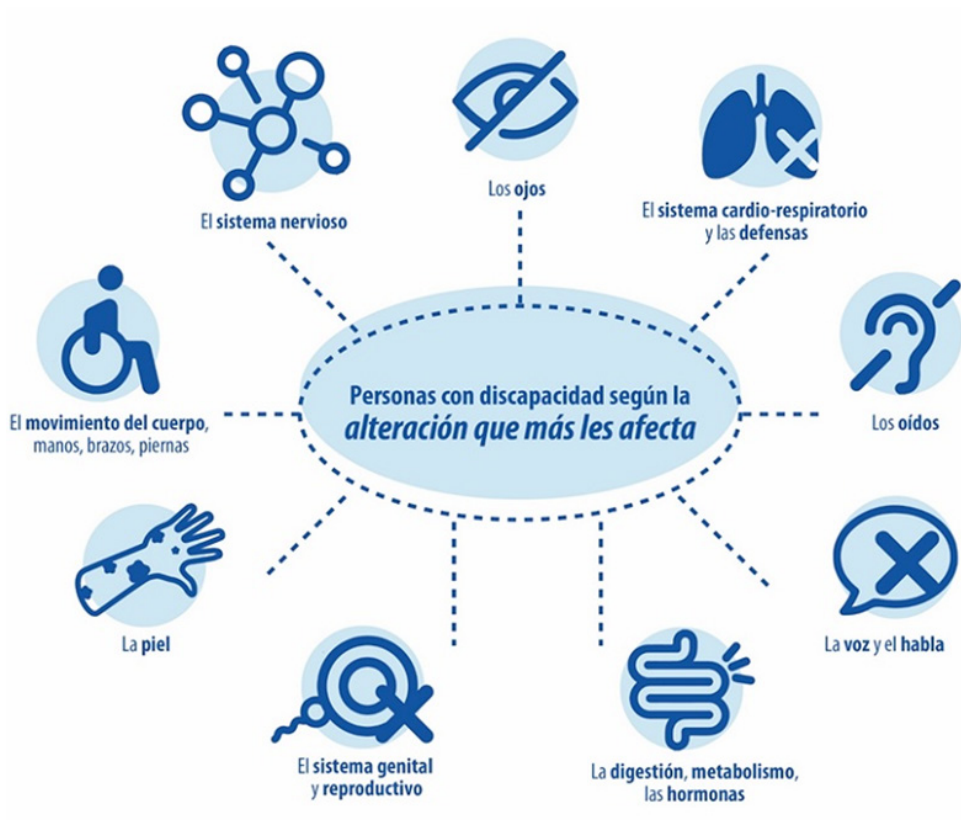 El sistema nervioso
Los ojos
El sistema cardio-respiratorio
y las defensas
El movimiento del cuerpo,
manos, brazos, piernas
Personas con discapacidad según la
alteración que más les afecta
Los oídos
La piel
La voz y el habla
El sistema genital
y reproductivo
La digestión, metabolismo,
las hormonas